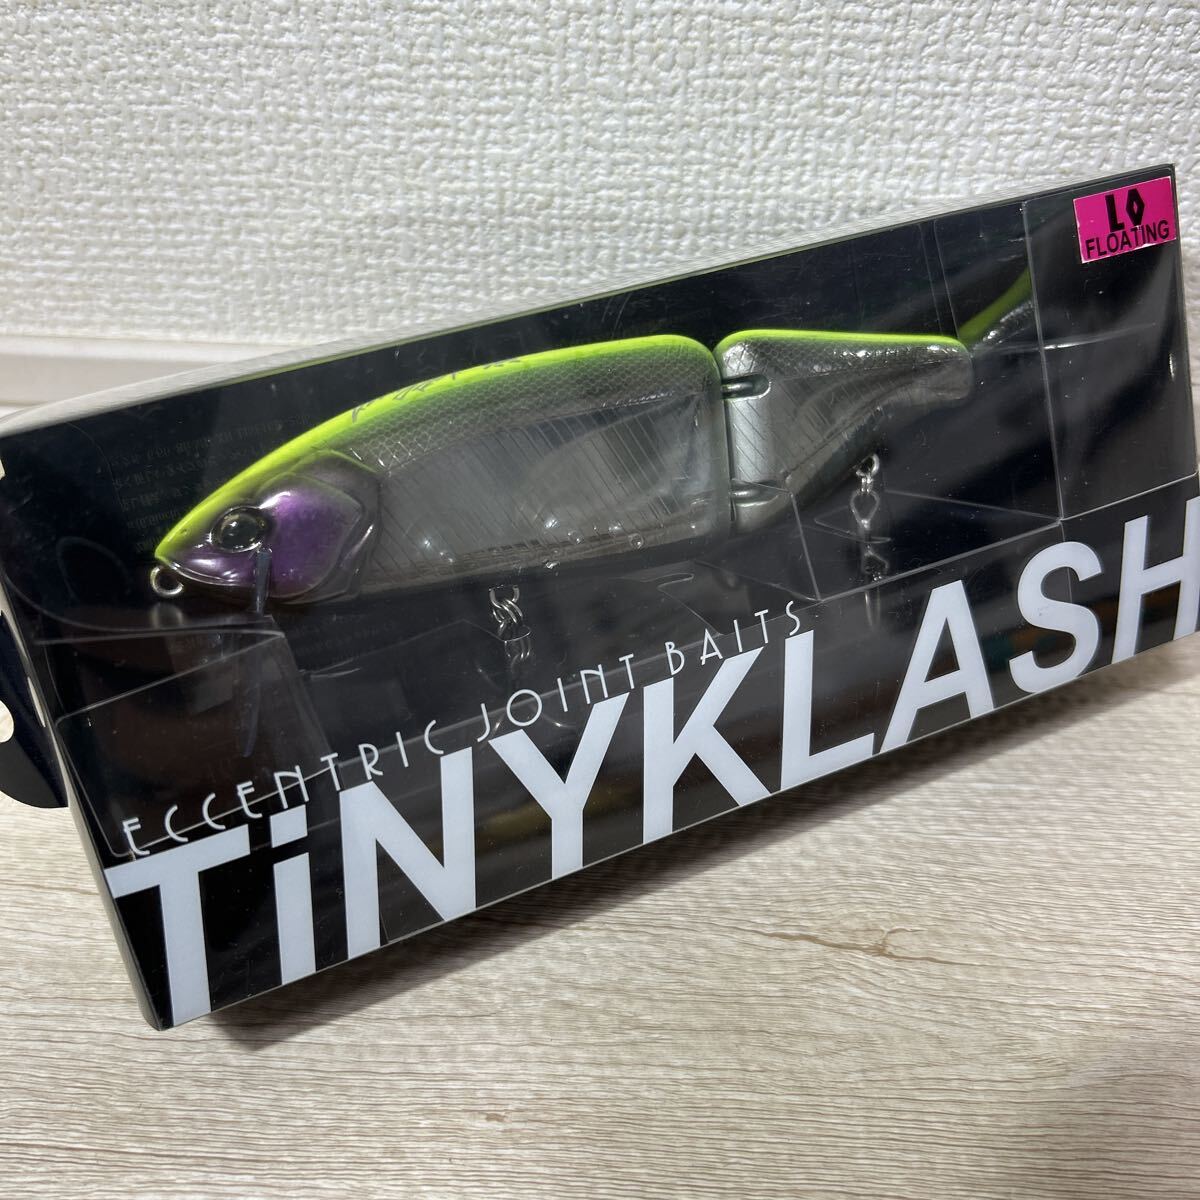 LO
FLOATING
ECCENTRIC JOINT BAITS
TiNYKLASH